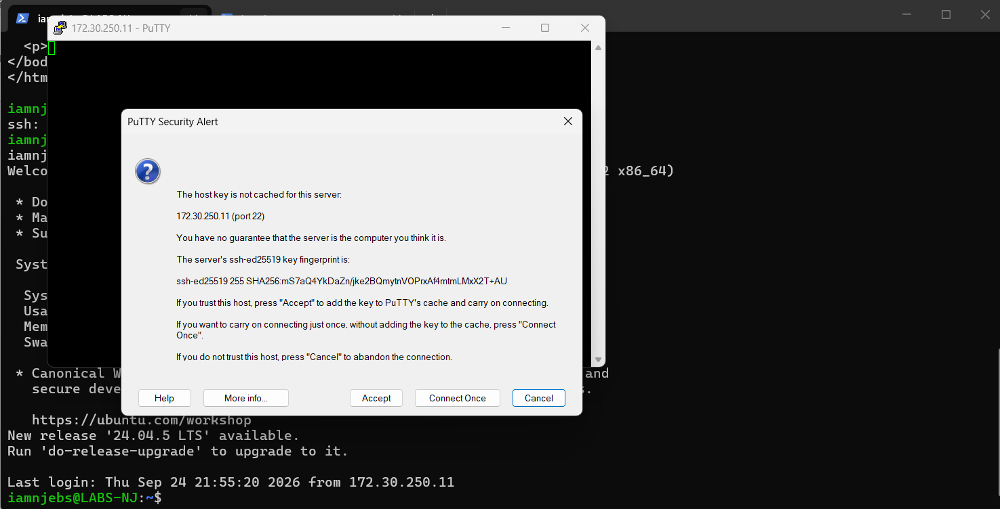 172.30.250.11 - PuTTY
<p>
</bod
</htm
iamnj
ssh:
iamnj
iamnj
Welco
x86_64)
* Do
* Ma
* Su
Syst
Sys
Usa
Mem
Swa
PuTTY Security Alert
The host key is not cached for this server:
172.30.250.11 (port 22)
You have no guarantee that the server is the computer you think it is.
The server's ssh-ed25519 key fingerprint is:
ssh-ed25519 255 SHA256:mS7aQ4YkDaZn/jke2BQmytnVOPrxAf4mtmLMxX2T+AU
If you trust this host, press "Accept" to add the key to PuTTY's cache and carry on connecting.
If you want to carry on connecting just once, without adding the key to the cache, press "Connect
Once".
If you do not trust this host, press "Cancel" to abandon the connection.
Help
More info...
Accept
Connect Once
Cancel
* Canonical W
and
secure deve
https://ubuntu.com/workshop
New release '24.04.5 LTS' available.
Run 'do-release-upgrade' to upgrade to it.
Last login: Thu Sep 24 21:55:20 2026 from 172.30.250.11
iamnjebs@LABS-NJ:~$